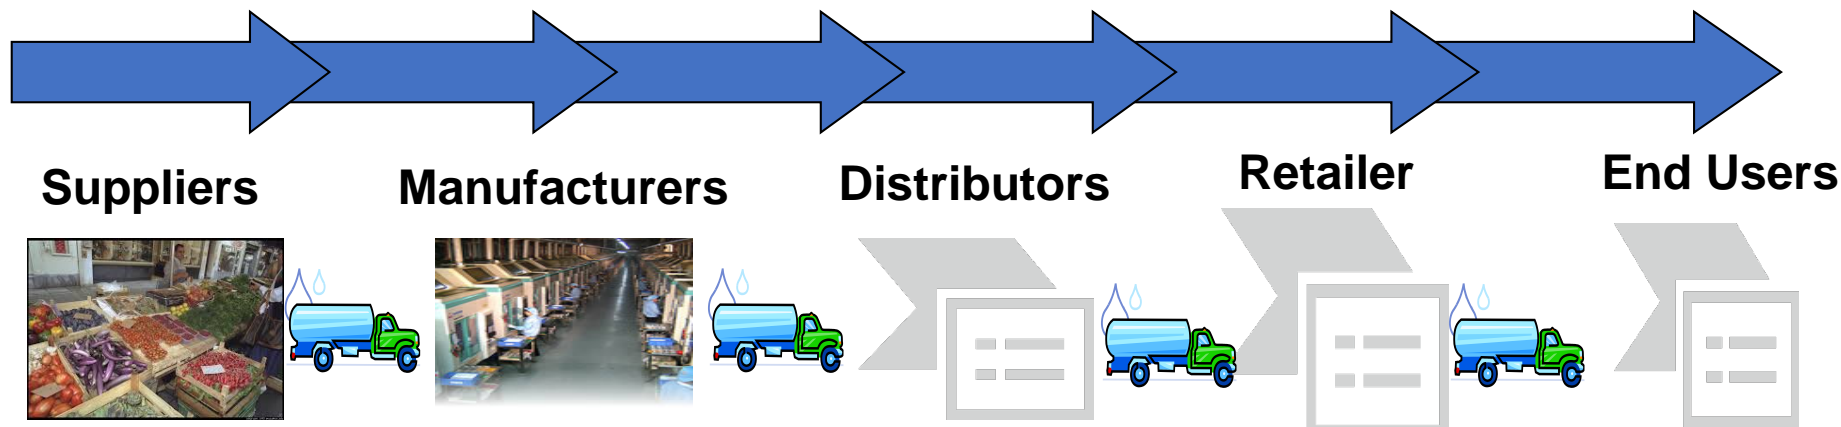 Suppliers
Manufacturers
Distributors
Retailer
End Users